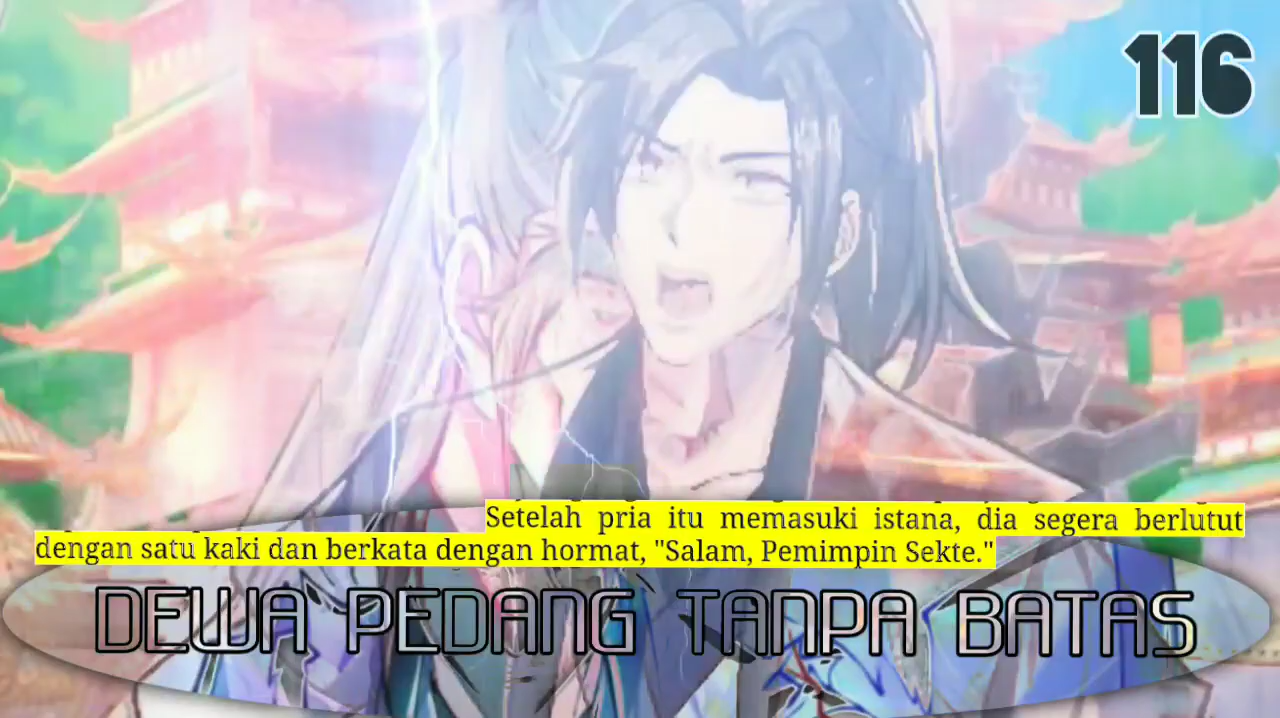 116
Setelah pria itu memasuki istana, dia segera berlutut
dengan satu kaki dan berkata dengan hormat, "Salam, Pemimpin Sekte."
DEWA PEDANG TANPA BATAS